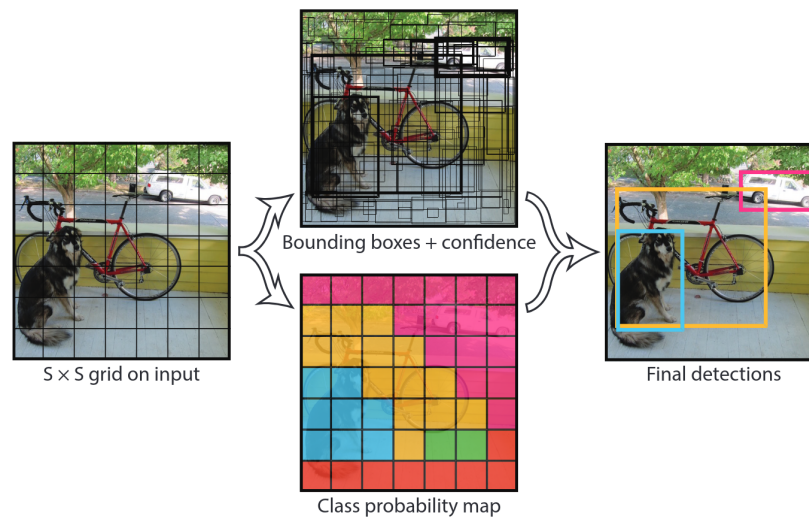 Bounding boxes + confidence
S × S grid on input
Final detections
Class probability map